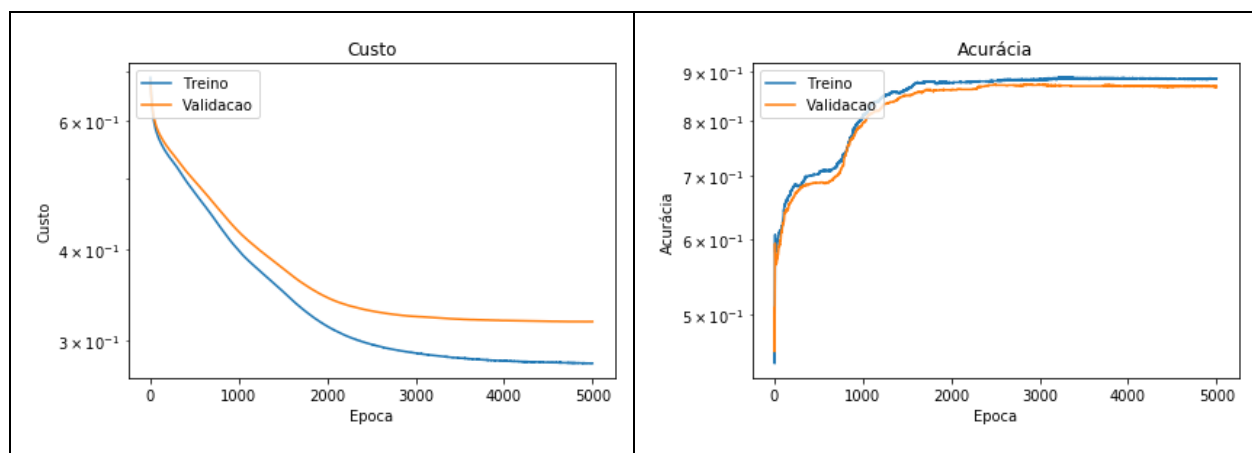 Custo
Treino
Validacao
6 × 10⁻¹
4 × 10⁻¹
3 × 10⁻¹
Custo
0 1000 2000 3000 4000 5000
Epoca
Acurácia
Treino
Validacao
9 × 10⁻¹
8 × 10⁻¹
7 × 10⁻¹
6 × 10⁻¹
5 × 10⁻¹
Acurácia
0 1000 2000 3000 4000 5000
Epoca